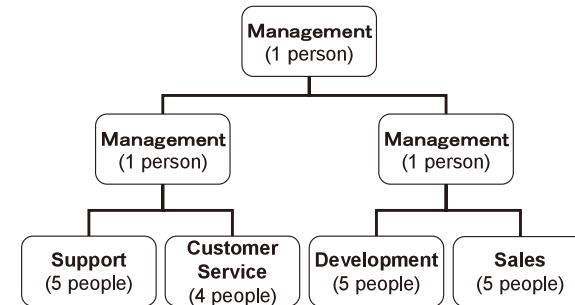 Management
(1 person)
Management
(1 person)
Management
(1 person)
Support
(5 people)
Customer
Service
(4 people)
Development
(5 people)
Sales
(5 people)